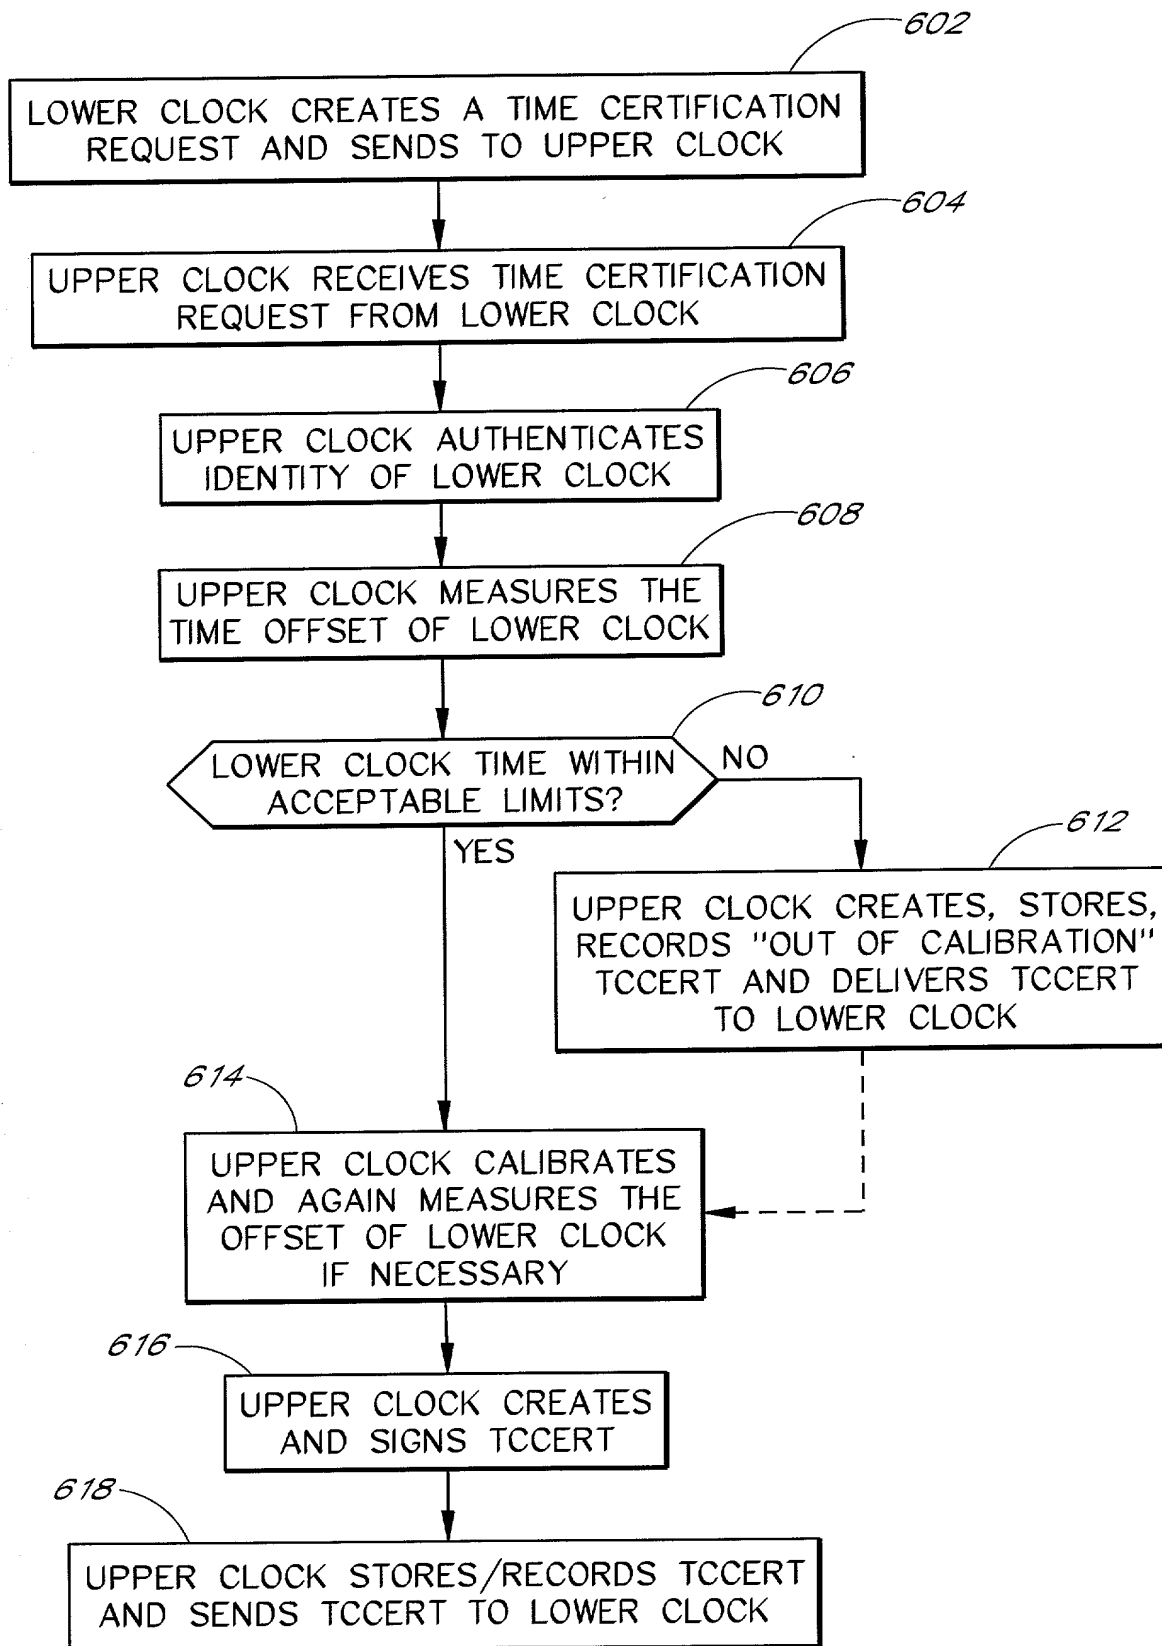 602
LOWER CLOCK CREATES A TIME CERTIFICATION
REQUEST AND SENDS TO UPPER CLOCK
604
UPPER CLOCK RECEIVES TIME CERTIFICATION
REQUEST FROM LOWER CLOCK
606
UPPER CLOCK AUTHENTICATES
IDENTITY OF LOWER CLOCK
608
UPPER CLOCK MEASURES THE
TIME OFFSET OF LOWER CLOCK
610
LOWER CLOCK TIME WITHIN
ACCEPTABLE LIMITS?
NO
YES
612
UPPER CLOCK CREATES, STORES,
RECORDS "OUT OF CALIBRATION"
TCCERT AND DELIVERS TCCERT
TO LOWER CLOCK
614
UPPER CLOCK CALIBRATES
AND AGAIN MEASURES THE
OFFSET OF LOWER CLOCK
IF NECESSARY
616
UPPER CLOCK CREATES
AND SIGNS TCCERT
618
UPPER CLOCK STORES/RECORDS TCCERT
AND SENDS TCCERT TO LOWER CLOCK